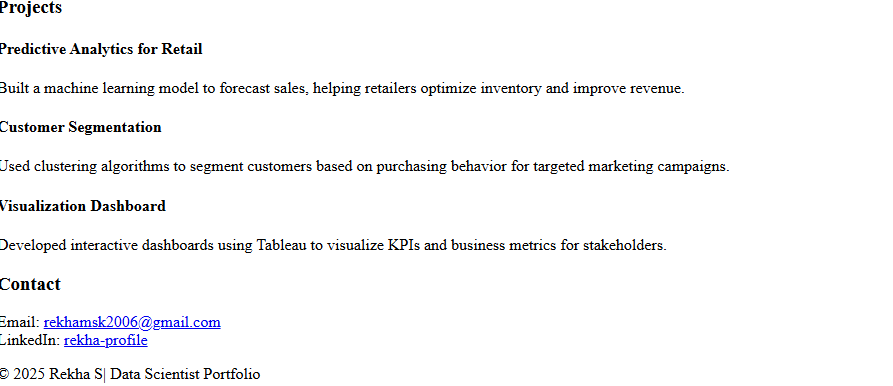 Projects
Predictive Analytics for Retail
Built a machine learning model to forecast sales, helping retailers optimize inventory and improve revenue.
Customer Segmentation
Used clustering algorithms to segment customers based on purchasing behavior for targeted marketing campaigns.
Visualization Dashboard
Developed interactive dashboards using Tableau to visualize KPIs and business metrics for stakeholders.
Contact
Email: rekhamsk2006@gmail.com
LinkedIn: rekha-profile
© 2025 Rekha S| Data Scientist Portfolio